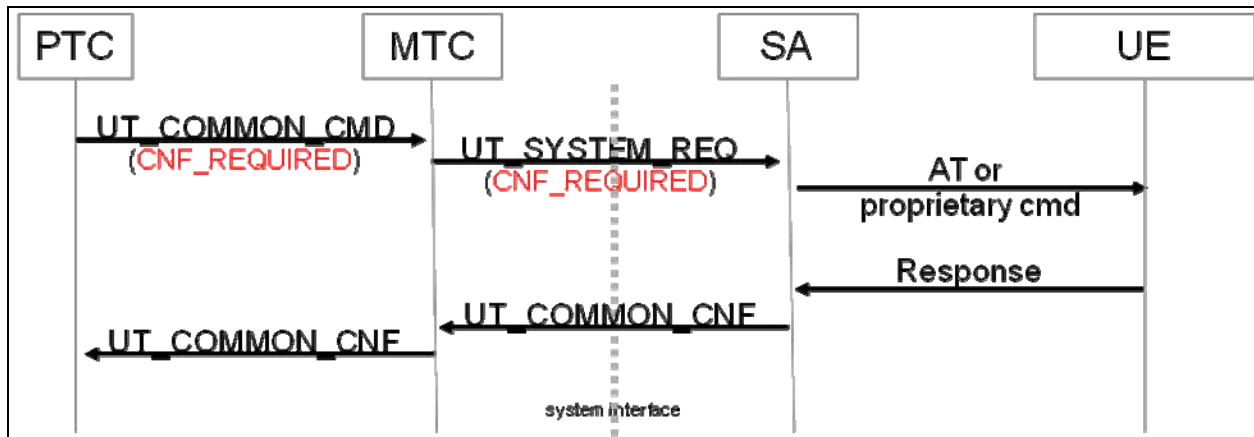 PTC
MTC
SA
UE
UT_COMMON_CMD
(CNF_REQUIRED)
UT_SYSTEM_REQ
(CNF_REQUIRED)
AT or
proprietary cmd
Response
UT_COMMON_CNF
UT_COMMON_CNF
system interface